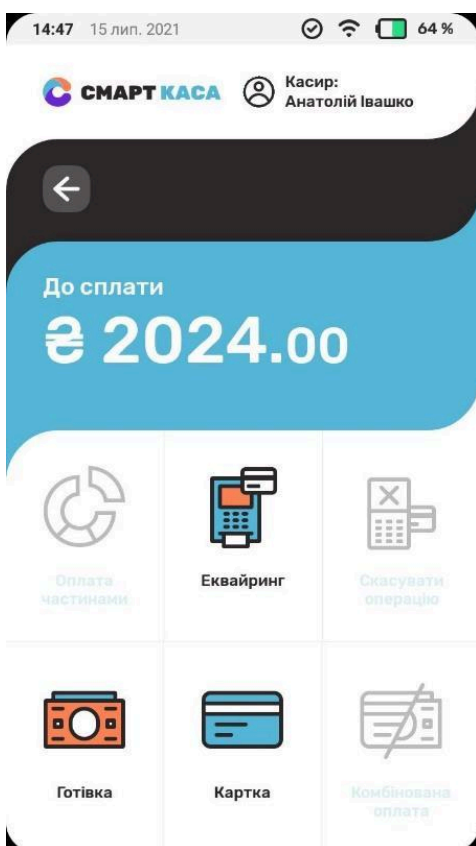 14:47 15 лип. 2021 64 %
СМАРТ КАСА
Касир:
Анатолій Івашко
До сплати
₴ 2024.00
Оплата
частинами
Еквайринг
Скасувати
операцію
Готівка
Картка
Комбінована
оплата